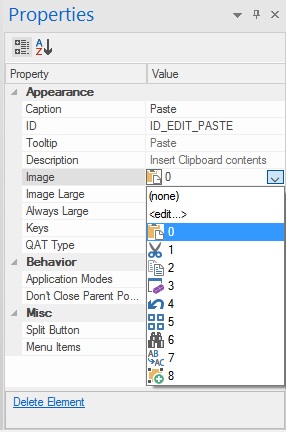 Properties
A
Z
Property Value
Appearance
Caption Paste
ID ID_EDIT_PASTE
Tooltip Paste
Description Insert Clipboard contents
Image 0
Image Large (none)
Always Large <edit...>
Keys 0
QAT Type 1
2
Behavior 3
Application Modes 4
Don't Close Parent Po... 5
Misc 6
Split Button AB AC 7
Menu Items 8
Delete Element